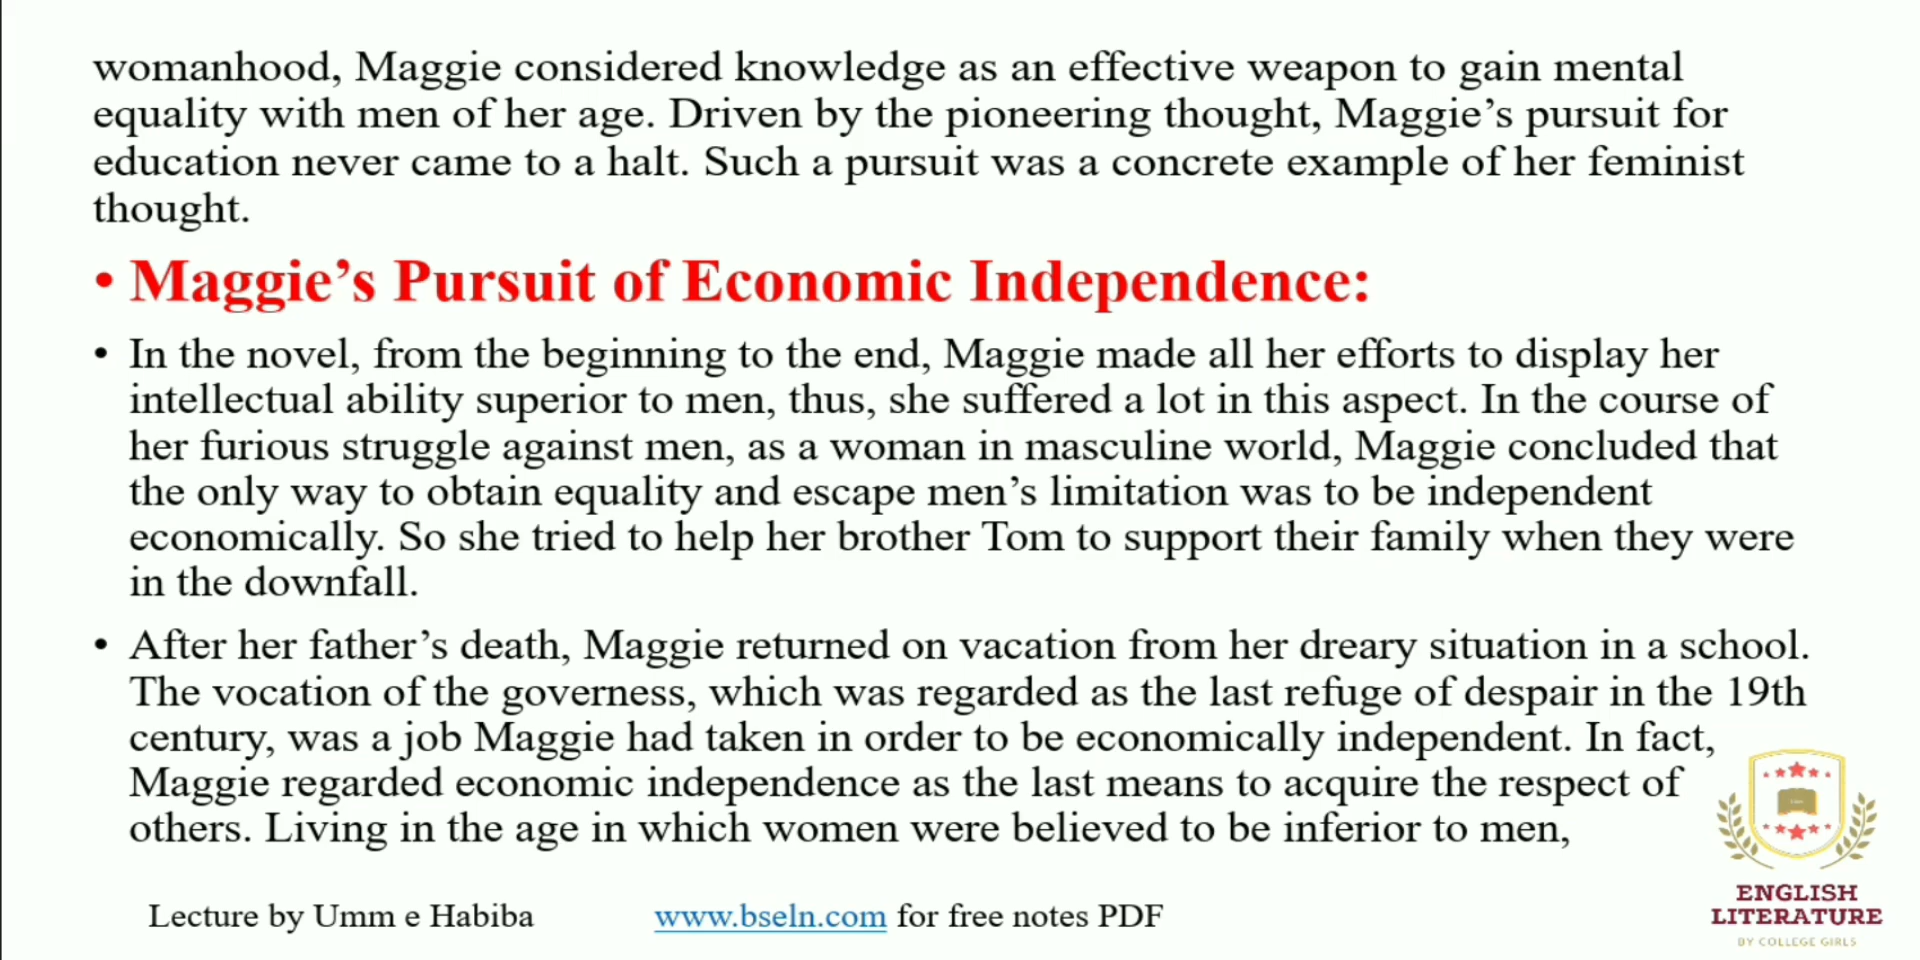 womanhood, Maggie considered knowledge as an effective weapon to gain mental
equality with men of her age. Driven by the pioneering thought, Maggie’s pursuit for
education never came to a halt. Such a pursuit was a concrete example of her feminist
thought.
• Maggie’s Pursuit of Economic Independence:
• In the novel, from the beginning to the end, Maggie made all her efforts to display her
intellectual ability superior to men, thus, she suffered a lot in this aspect. In the course of
her furious struggle against men, as a woman in masculine world, Maggie concluded that
the only way to obtain equality and escape men’s limitation was to be independent
economically. So she tried to help her brother Tom to support their family when they were
in the downfall.
• After her father’s death, Maggie returned on vacation from her dreary situation in a school.
The vocation of the governess, which was regarded as the last refuge of despair in the 19th
century, was a job Maggie had taken in order to be economically independent. In fact,
Maggie regarded economic independence as the last means to acquire the respect of
others. Living in the age in which women were believed to be inferior to men,
Lecture by Umm e Habiba
www.bseln.com for free notes PDF
ENGLISH
LITERATURE
BY COLLEGE GIRLS